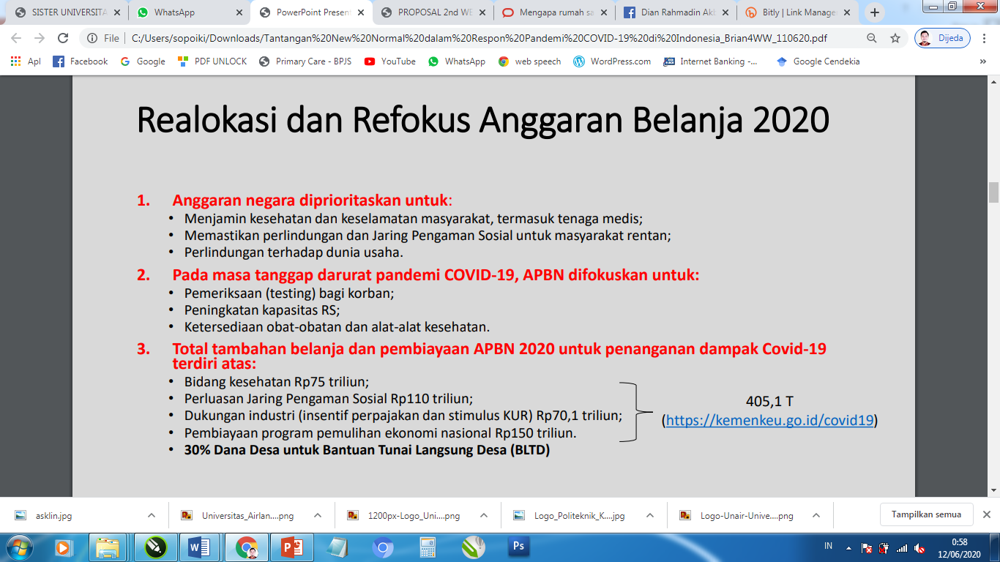 SISTER UNIVERSITA
WhatsApp
PowerPoint Present
PROPOSAL 2nd WE
Mengapa rumah sa
Dian Rahmadin Akb
Bitly | Link Manage
File
C:/Users/sopoiki/Downloads/Tantangan%20New%20Normal%20dalam%20Respon%20Pandemi%20COVID-19%20di%20Indonesia_Brian4WW_110620.pdf
Dijeda
Apl
Facebook
Google
PDF UNLOCK
Primary Care - BPJS
YouTube
WhatsApp
web speech
WordPress.com
Internet Banking -...
Google Cendekia
»
Realokasi dan Refokus Anggaran Belanja 2020
1. Anggaran negara diprioritaskan untuk:
• Menjamin kesehatan dan keselamatan masyarakat, termasuk tenaga medis;
• Memastikan perlindungan dan Jaring Pengaman Sosial untuk masyarakat rentan;
• Perlindungan terhadap dunia usaha.
2. Pada masa tanggap darurat pandemi COVID-19, APBN difokuskan untuk:
• Pemeriksaan (testing) bagi korban;
• Peningkatan kapasitas RS;
• Ketersediaan obat-obatan dan alat-alat kesehatan.
3. Total tambahan belanja dan pembiayaan APBN 2020 untuk penanganan dampak Covid-19
terdiri atas:
• Bidang kesehatan Rp75 triliun;
• Perluasan Jaring Pengaman Sosial Rp110 triliun;
• Dukungan industri (insentif perpajakan dan stimulus KUR) Rp70,1 triliun;
• Pembiayaan program pemulihan ekonomi nasional Rp150 triliun.
• 30% Dana Desa untuk Bantuan Tunai Langsung Desa (BLTD)
405,1 T
(https://kemenkeu.go.id/covid19)
asklin.jpg
Universitas_Airlan....png
1200px-Logo_Uni....png
Logo_Politeknik_K....jpg
Logo-Unair-Unive....png
Tampilkan semua
IN
0:58
12/06/2020
Ps